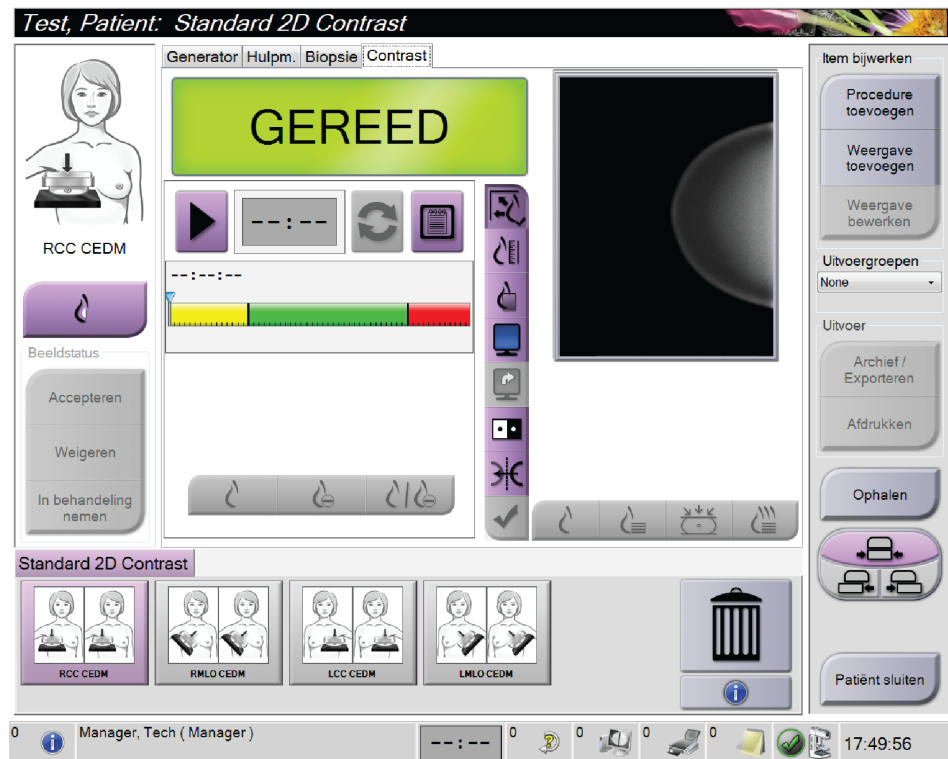 Test, Patient: Standard 2D Contrast
Generator Hulpm. Biopsie Contrast
GEREED
--:--
--:--:--
RCC CEDM
Beeldstatus
Accepteren
Weigeren
In behandeling
nemen
Item bijwerken
Procedure
toevoegen
Weergave
toevoegen
Weergave
bewerken
Uitvoergroepen
None
Uitvoer
Archief /
Exporteren
Afdrukken
Ophalen
Patiënt sluiten
Standard 2D Contrast
RCC CEDM
RMLO CEDM
LCC CEDM
LMLO CEDM
0
Manager, Tech ( Manager )
--:--
0
0
0
0
17:49:56